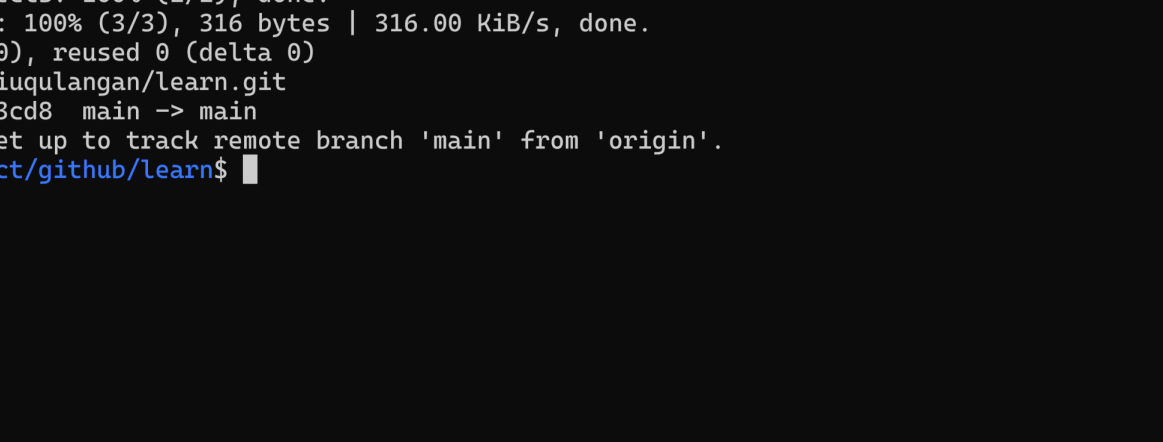 : 100% (3/3), 316 bytes | 316.00 KiB/s, done.
0), reused 0 (delta 0)
iuqulangan/learn.git
3cd8  main -> main
et up to track remote branch 'main' from 'origin'.
ct/github/learn$